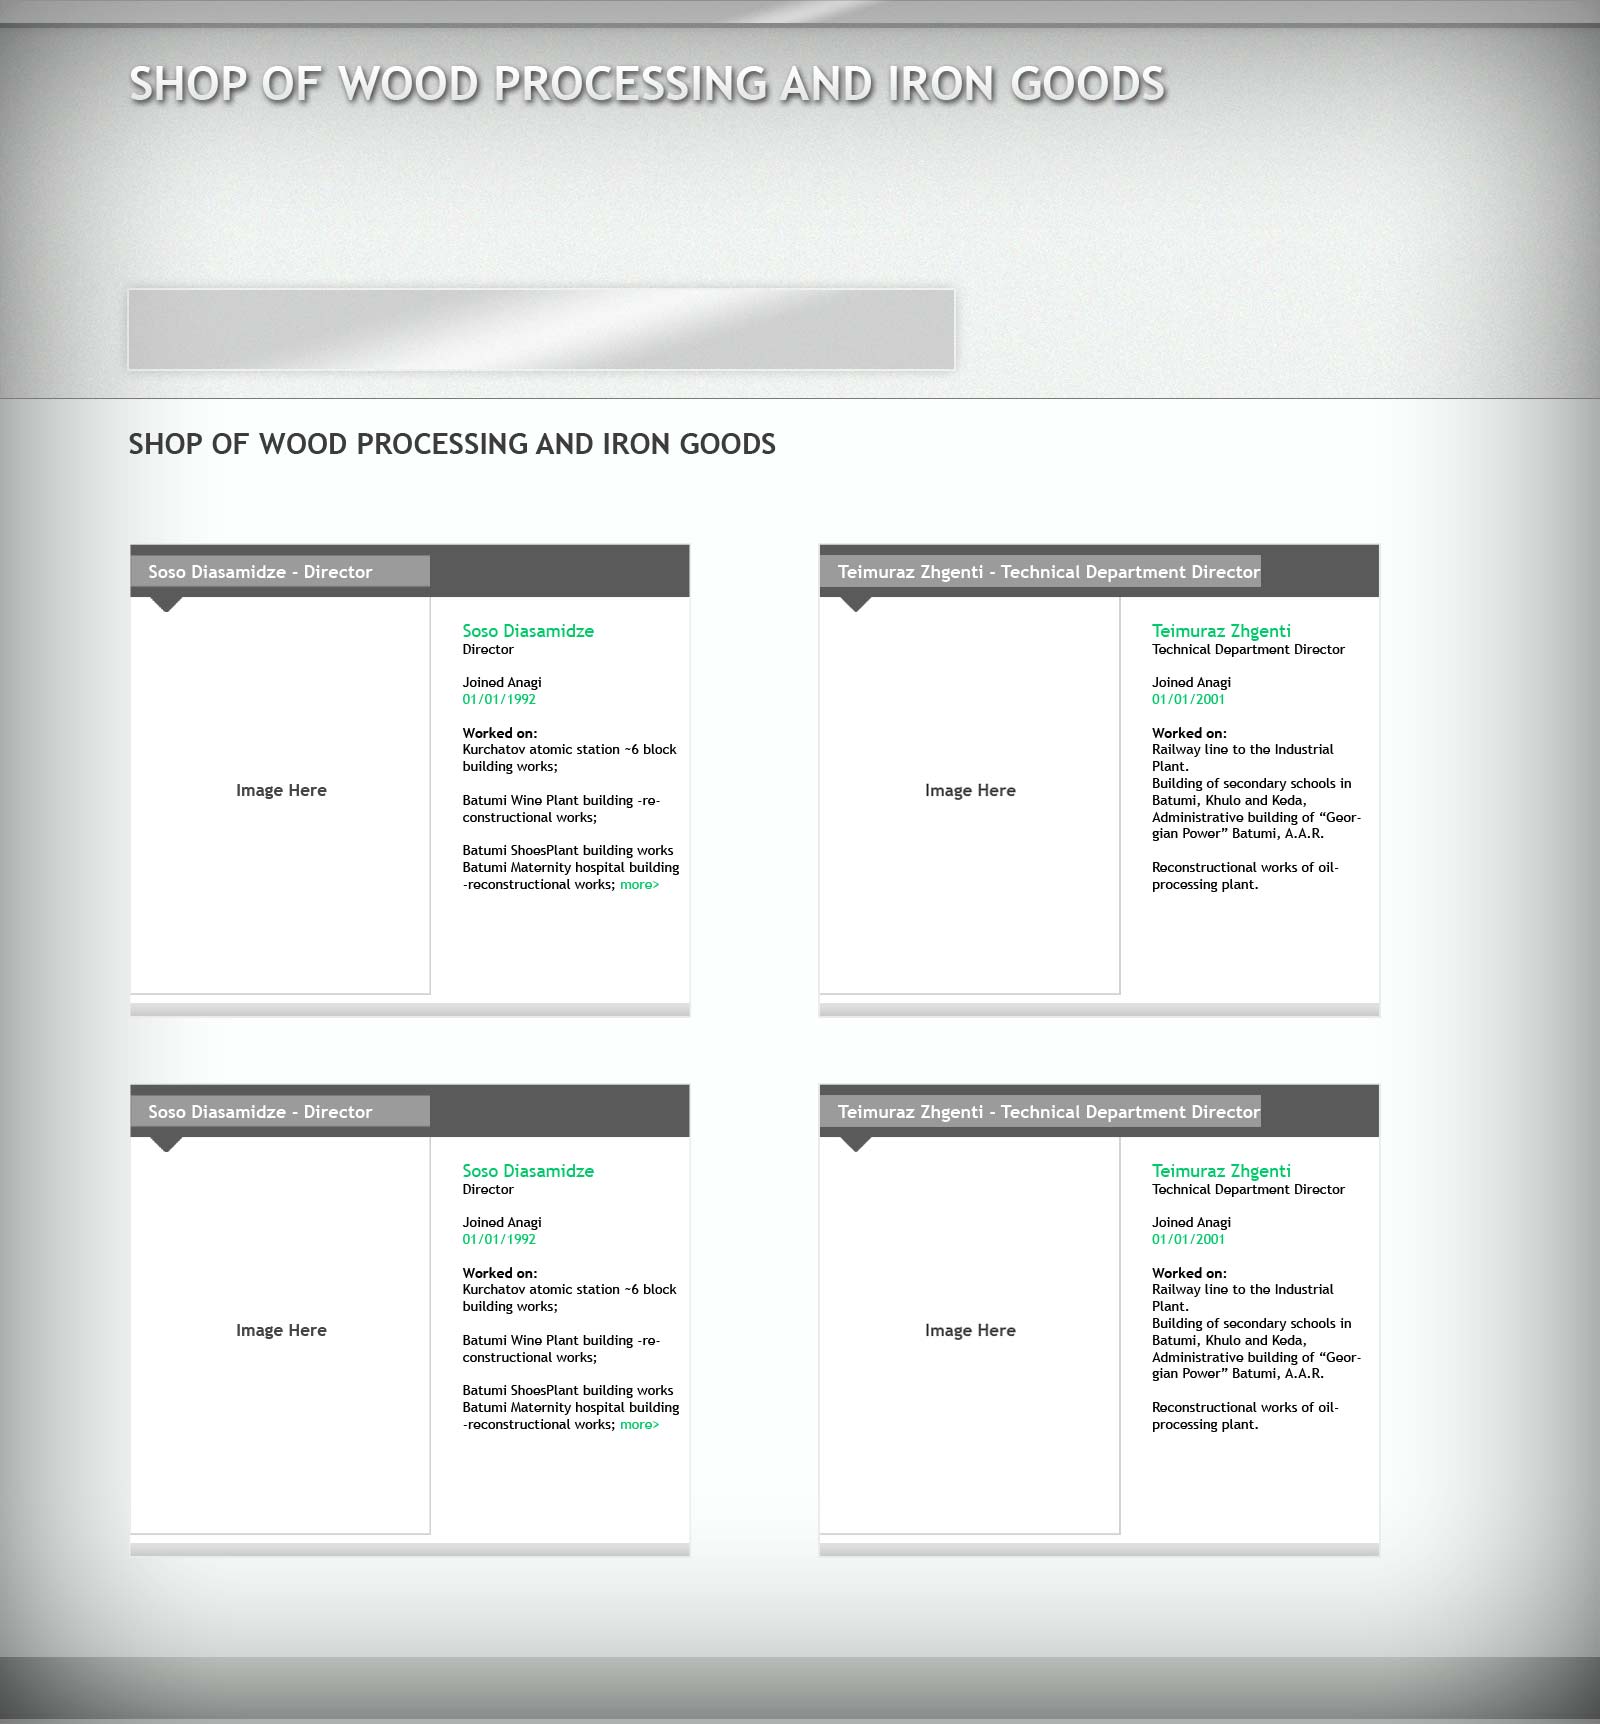 SHOP OF WOOD PROCESSING AND IRON GOODS
SHOP OF WOOD PROCESSING AND IRON GOODS
Soso Diasamidze - Director
Image Here
Soso Diasamidze
Director
Joined Anagi
01/01/1992
Worked on:
Kurchatov atomic station ~6 block
building works;
Batumi Wine Plant building -re-
constructional works;
Batumi ShoesPlant building works
Batumi Maternity hospital building
-reconstructional works; more>
Teimuraz Zhgenti - Technical Department Director
Image Here
Teimuraz Zhgenti
Technical Department Director
Joined Anagi
01/01/2001
Worked on:
Railway line to the Industrial
Plant.
Building of secondary schools in
Batumi, Khulo and Keda,
Administrative building of “Geor-
gian Power” Batumi, A.A.R.
Reconstructional works of oil-
processing plant.
Soso Diasamidze - Director
Image Here
Soso Diasamidze
Director
Joined Anagi
01/01/1992
Worked on:
Kurchatov atomic station ~6 block
building works;
Batumi Wine Plant building -re-
constructional works;
Batumi ShoesPlant building works
Batumi Maternity hospital building
-reconstructional works; more>
Teimuraz Zhgenti - Technical Department Director
Image Here
Teimuraz Zhgenti
Technical Department Director
Joined Anagi
01/01/2001
Worked on:
Railway line to the Industrial
Plant.
Building of secondary schools in
Batumi, Khulo and Keda,
Administrative building of “Geor-
gian Power” Batumi, A.A.R.
Reconstructional works of oil-
processing plant.